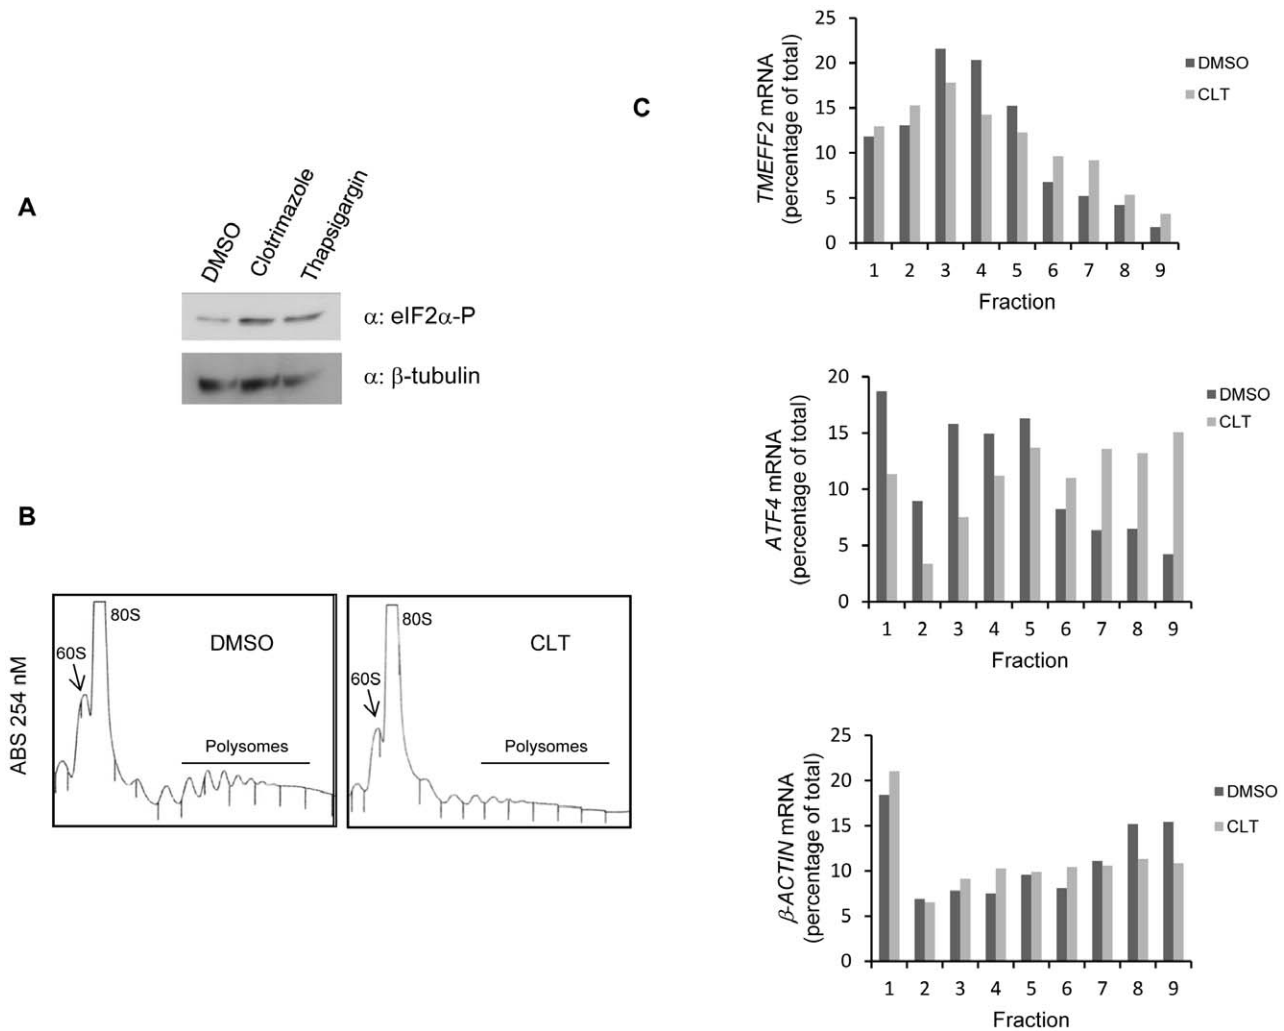 A
DMSO
Clotrimazole
Thapsigargin
α: eIF2α-P
α: β-tubulin
B
ABS 254 nM
60S
80S
DMSO
Polysomes
60S
80S
CLT
Polysomes
C
TMEFF2 mRNA
(percentage of total)
25
20
15
10
5
0
1 2 3 4 5 6 7 8 9
Fraction
DMSO
CLT
ATF4 mRNA
(percentage of total)
20
15
10
5
0
1 2 3 4 5 6 7 8 9
Fraction
DMSO
CLT
β-ACTIN mRNA
(percentage of total)
25
20
15
10
5
0
1 2 3 4 5 6 7 8 9
Fraction
DMSO
CLT